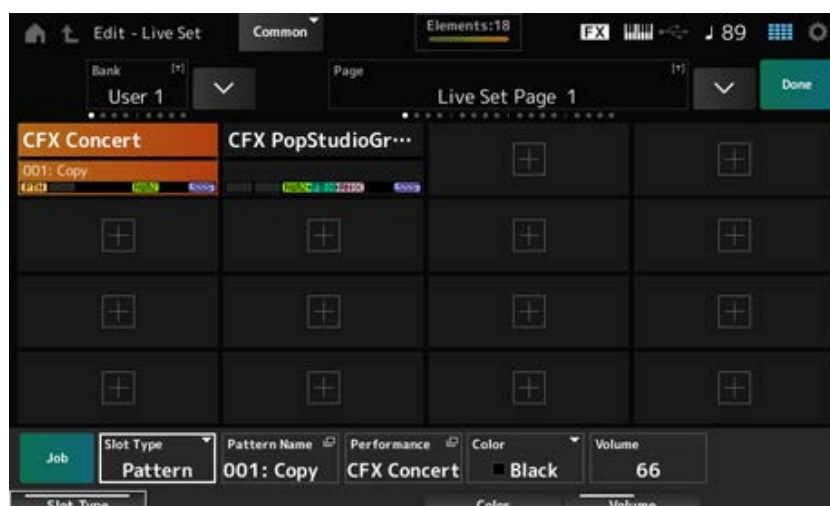 Edit - Live Set
Common
Elements:18
FX
♩ 89
Bank
User 1
Page
Live Set Page 1
Done
CFX Concert
001: Copy
CFX PopStudioGr···
Job
Slot Type
Pattern
Pattern Name
001: Copy
Performance
CFX Concert
Color
Black
Volume
66
Slot Type
Color
Volume